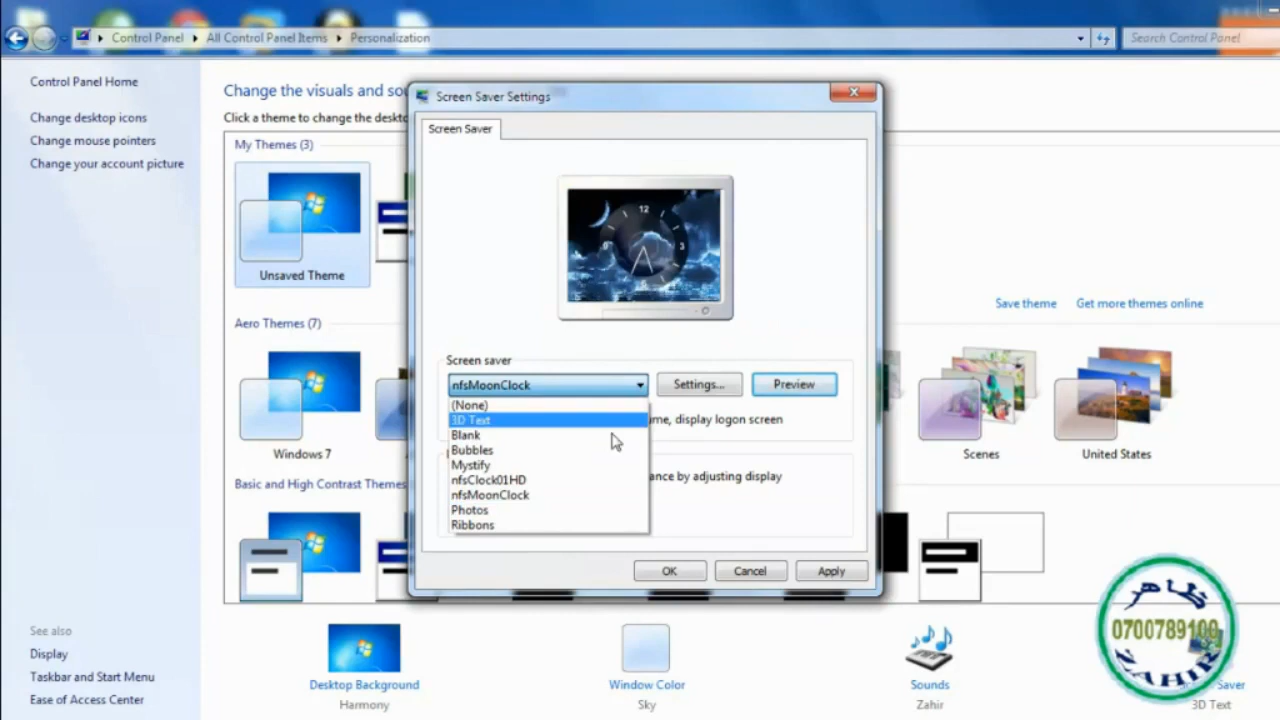 Control Panel
All Control Panel Items
Personalization
Search Control Panel
Control Panel Home
Change desktop icons
Change mouse pointers
Change your account picture
Change the visuals and
Click a theme to change the
My Themes (3)
Unsaved Theme
Save theme
Get more themes online
Aero Themes (7)
Windows 7
Scenes
United States
Basic and High Contrast Themes
Screen Saver Settings
Screen Saver
12
3
Screen saver
nfsMoonClock
Settings...
Preview
(None)
3D Text
Blank
Bubbles
Mystify
nfsClock01HD
nfsMoonClock
Photos
Ribbons
display logon screen
by adjusting display
OK
Cancel
Apply
See also
Display
Taskbar and Start Menu
Ease of Access Center
Desktop Background
Harmony
Window Color
Sky
Sounds
Zahir
Saver
3D Text
ظاهر
0700789100
ZAHIR